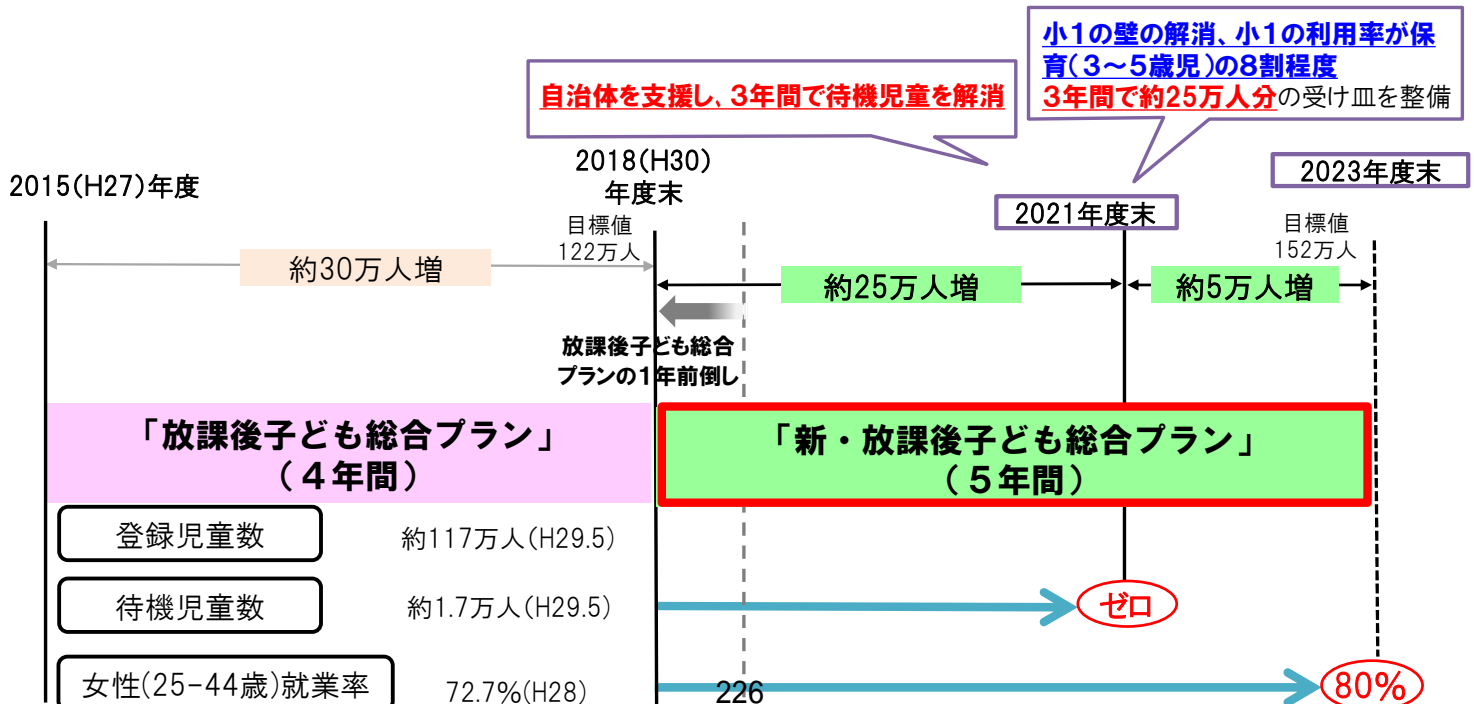 小1の壁の解消、小1の利用率が保
育(3～5歳児)の8割程度
3年間で約25万人分の受け皿を整備
自治体を支援し、3年間で待機児童を解消
2015(H27)年度
2018(H30)
年度末
2021年度末
2023年度末
目標値
122万人
目標値
152万人
約30万人増
約25万人増
約5万人増
放課後子ども総合
プランの1年前倒し
「放課後子ども総合プラン」
(4年間)
「新・放課後子ども総合プラン」
(5年間)
登録児童数
約117万人(H29.5)
待機児童数
約1.7万人(H29.5)
ゼロ
女性(25-44歳)就業率
72.7%(H28)
226
80%